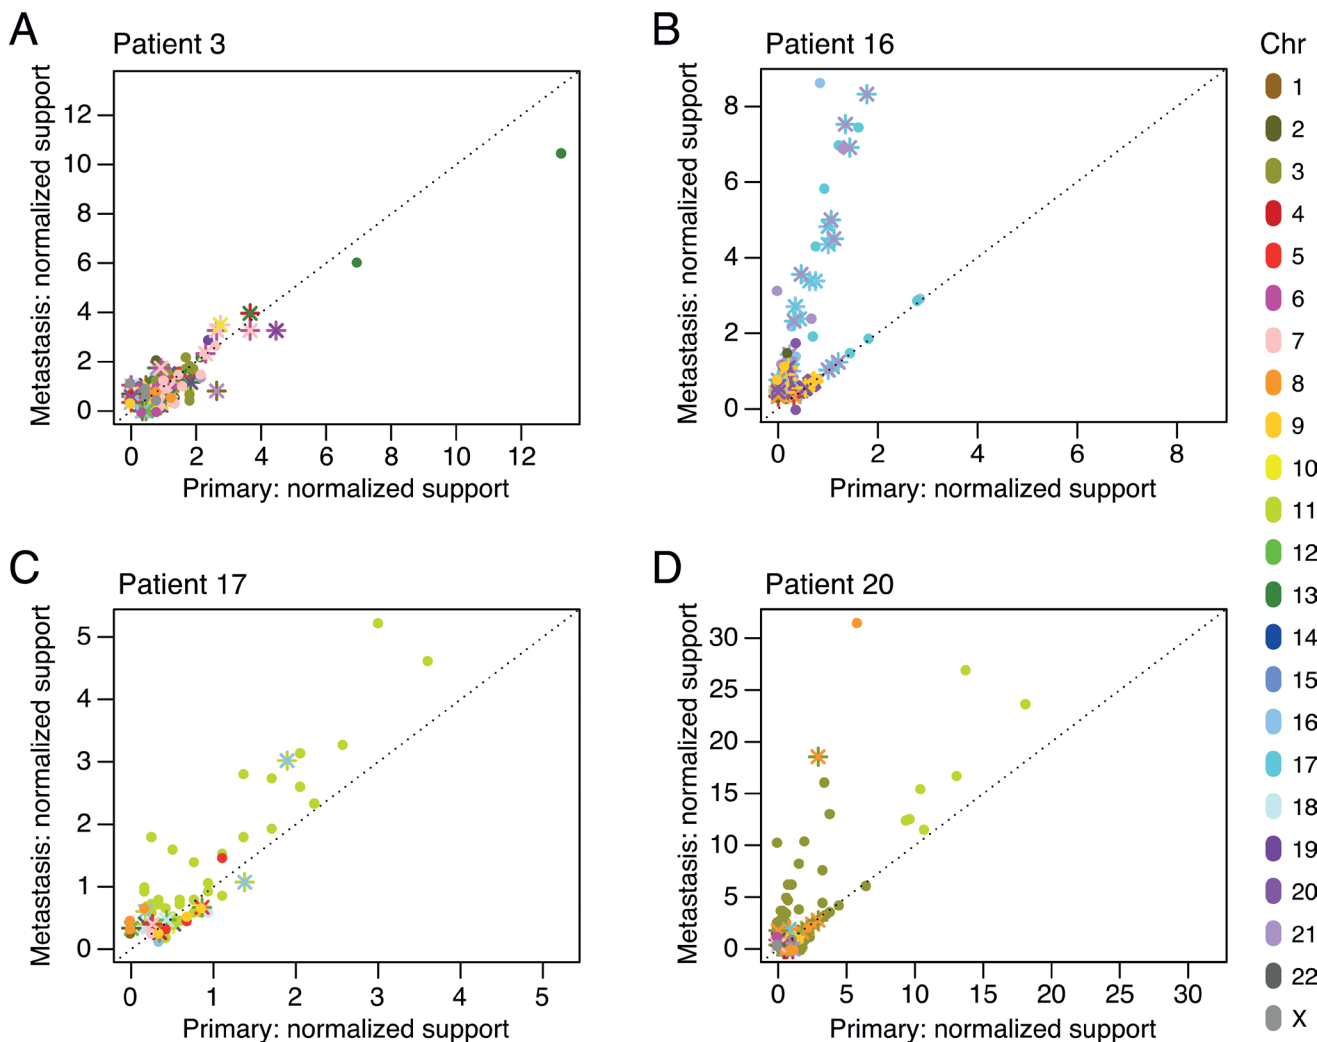 A
Patient 3
Metastasis: normalized support
12
10
8
6
4
2
0
0 2 4 6 8 10 12
Primary: normalized support
B
Patient 16
Metastasis: normalized support
8
6
4
2
0
0 2 4 6 8
Primary: normalized support
C
Patient 17
Metastasis: normalized support
5
4
3
2
1
0
0 1 2 3 4 5
Primary: normalized support
D
Patient 20
Metastasis: normalized support
30
25
20
15
10
5
0
0 5 10 15 20 25 30
Primary: normalized support
Chr
1
2
3
4
5
6
7
8
9
10
11
12
13
14
15
16
17
18
19
20
21
22
X